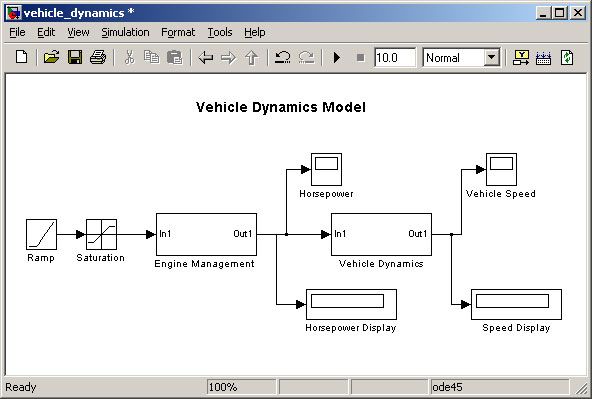 vehicle_dynamics *
File Edit View Simulation Format Tools Help
10.0 Normal
Vehicle Dynamics Model
Horsepower
Vehicle Speed
In1 Out1 In1 Out1
Ramp Saturation Engine Management Vehicle Dynamics
Horsepower Display Speed Display
Ready 100% ode45